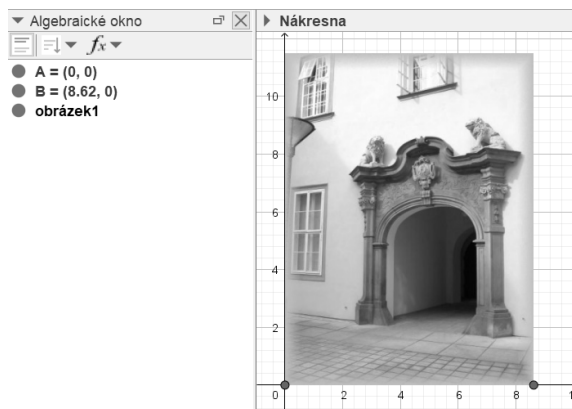 Algebraické okno
fx
A = (0, 0)
B = (8.62, 0)
obrázek1
Nákresna
10
8
6
4
2
0
2
4
6
8